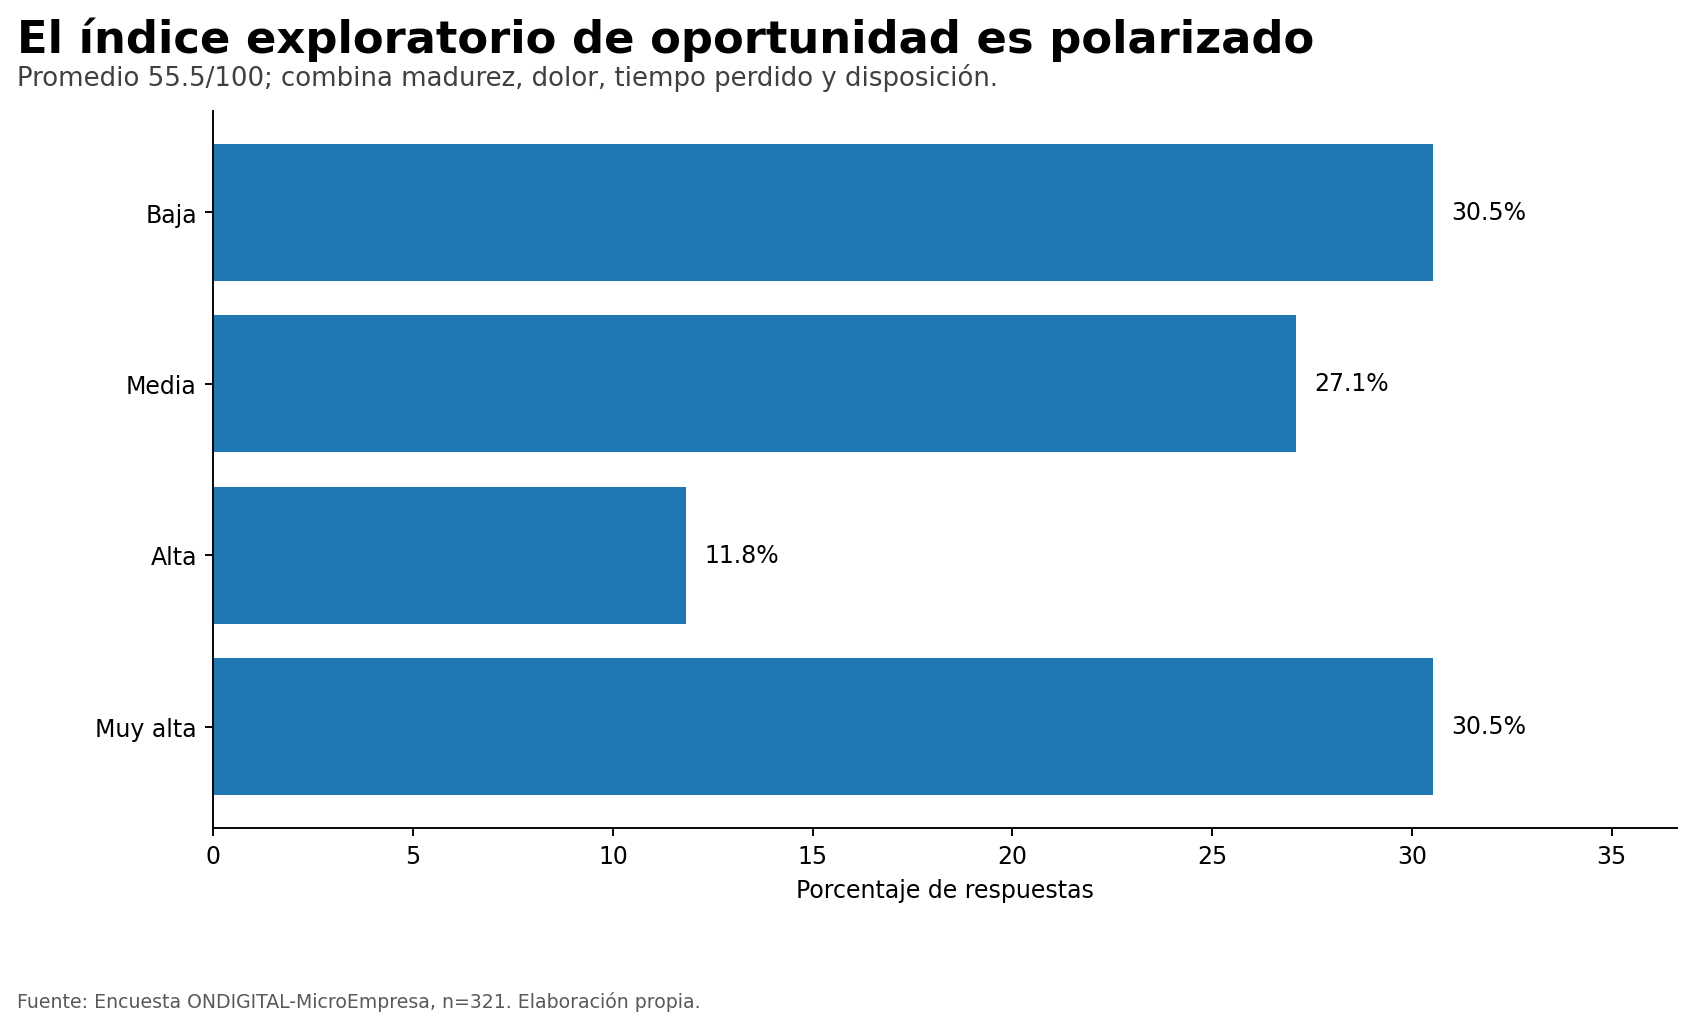 El índice exploratorio de oportunidad es polarizado
Promedio 55.5/100; combina madurez, dolor, tiempo perdido y disposición.
Baja
30.5%
Media
27.1%
Alta
11.8%
Muy alta
30.5%
0 5 10 15 20 25 30 35
Porcentaje de respuestas
Fuente: Encuesta ONDIGITAL-MicroEmpresa, n=321. Elaboración propia.